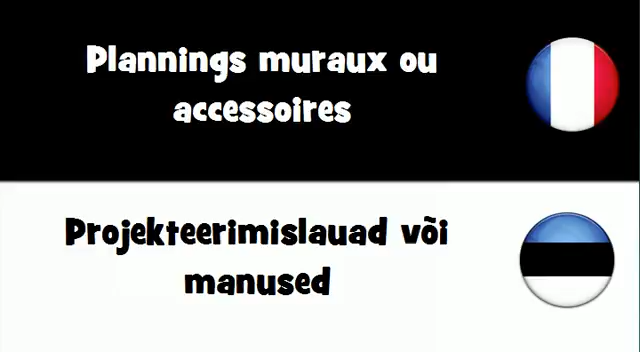 Plannings muraux ou
accessoires
Projekteerimislauad või
manused